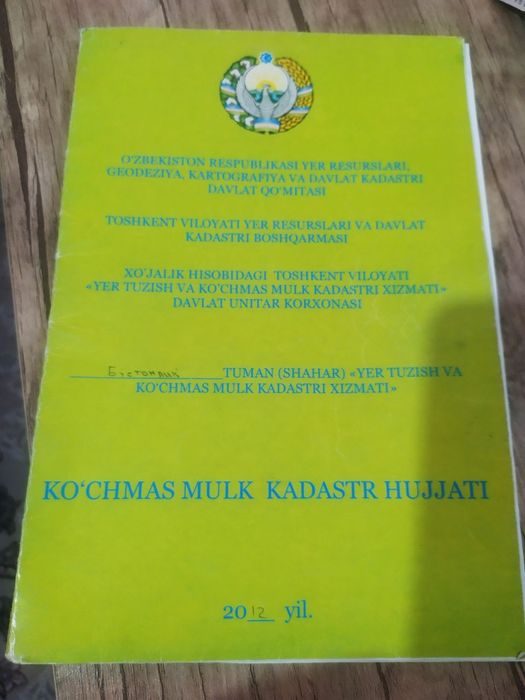 O'ZBEKISTON RESPUBLIKASI YER RESURSLARI,
GEODEZIYA, KARTOGRAFIYA VA DAVLAT KADASTRI
DAVLAT QO'MITASI
TOSHKENT VILOYATI YER RESURSLARI VA DAVLAT
KADASTRI BOSHQARMASI
XO'JALIK HISOBIDAGI TOSHKENT VILOYATI
«YER TUZISH VA KO'CHMAS MULK KADASTRI XIZMATI»
DAVLAT UNITAR KORXONASI
Бустонлик TUMAN (SHAHAR) «YER TUZISH VA
KO'CHMAS MULK KADASTRI XIZMATI»
KO‘CHMAS MULK KADASTR HUJJATI
2012 yil.